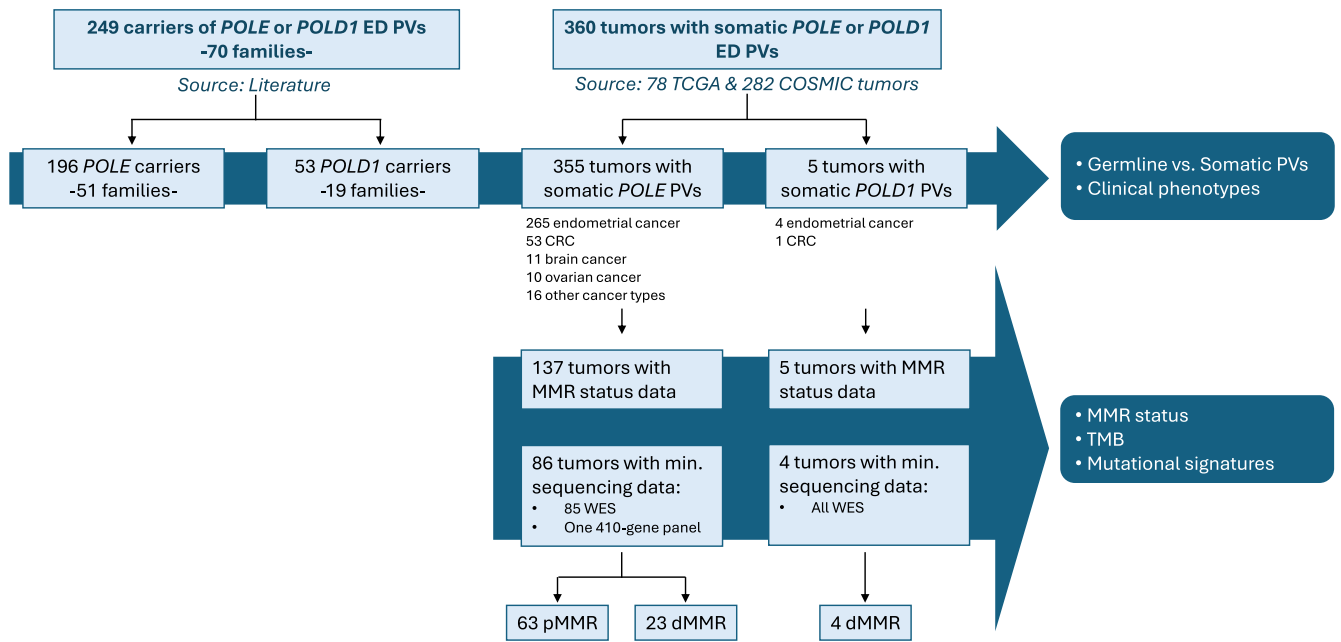 249 carriers of POLE or POLD1 ED PVs
-70 families-
Source: Literature
360 tumors with somatic POLE or POLD1
ED PVs
Source: 78 TCGA & 282 COSMIC tumors
196 POLE carriers
-51 families-
53 POLD1 carriers
-19 families-
355 tumors with
somatic POLE PVs
5 tumors with
somatic POLD1 PVs
• Germline vs. Somatic PVs
• Clinical phenotypes
265 endometrial cancer
53 CRC
11 brain cancer
10 ovarian cancer
16 other cancer types
4 endometrial cancer
1 CRC
137 tumors with
MMR status data
5 tumors with MMR
status data
86 tumors with min.
sequencing data:
• 85 WES
• One 410-gene panel
4 tumors with min.
sequencing data:
• All WES
• MMR status
• TMB
• Mutational signatures
63 pMMR
23 dMMR
4 dMMR